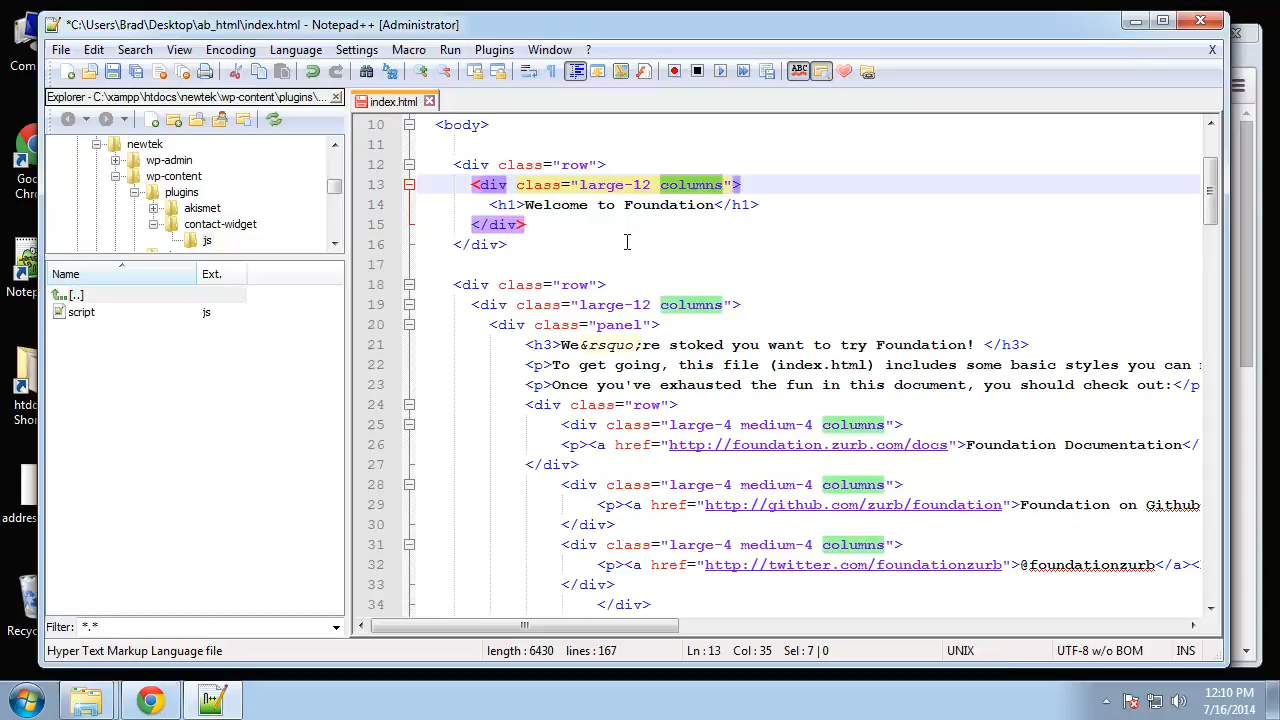 *C:\Users\Brad\Desktop\ab_html\index.html - Notepad++ [Administrator]
File Edit Search View Encoding Language Settings Macro Run Plugins Window ? X
Explorer - C:\xampp\htdocs\newtek\wp-content\plugins\...
index.html
newtek
wp-admin
wp-content
plugins
akismet
contact-widget
js
Name Ext.
[..]
script js
Filter: *.*
10 <body>
11
12 <div class="row">
13 <div class="large-12 columns">
14 <h1>Welcome to Foundation</h1>
15 </div>
16 </div>
17
18 <div class="row">
19 <div class="large-12 columns">
20 <div class="panel">
21 <h3>We&rsquo;re stoked you want to try Foundation! </h3>
22 <p>To get going, this file (index.html) includes some basic styles you can
23 <p>Once you've exhausted the fun in this document, you should check out:</p
24 <div class="row">
25 <div class="large-4 medium-4 columns">
26 <p><a href="http://foundation.zurb.com/docs">Foundation Documentation</
27 </div>
28 <div class="large-4 medium-4 columns">
29 <p><a href="http://github.com/zurb/foundation">Foundation on Github
30 </div>
31 <div class="large-4 medium-4 columns">
32 <p><a href="http://twitter.com/foundationzurb">@foundationzurb</a><
33 </div>
34 </div>
Hyper Text Markup Language file length : 6430 lines : 167 Ln : 13 Col : 35 Sel : 7 | 0 UNIX UTF-8 w/o BOM INS
Com
Goo
Chr
Notep
htdo
Shor
addres
Recyc
12:10 PM
7/16/2014